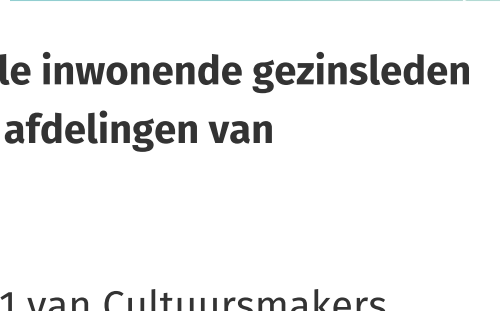 le inwonende gezinsleden
afdelingen van
1 van Cultuursmakers